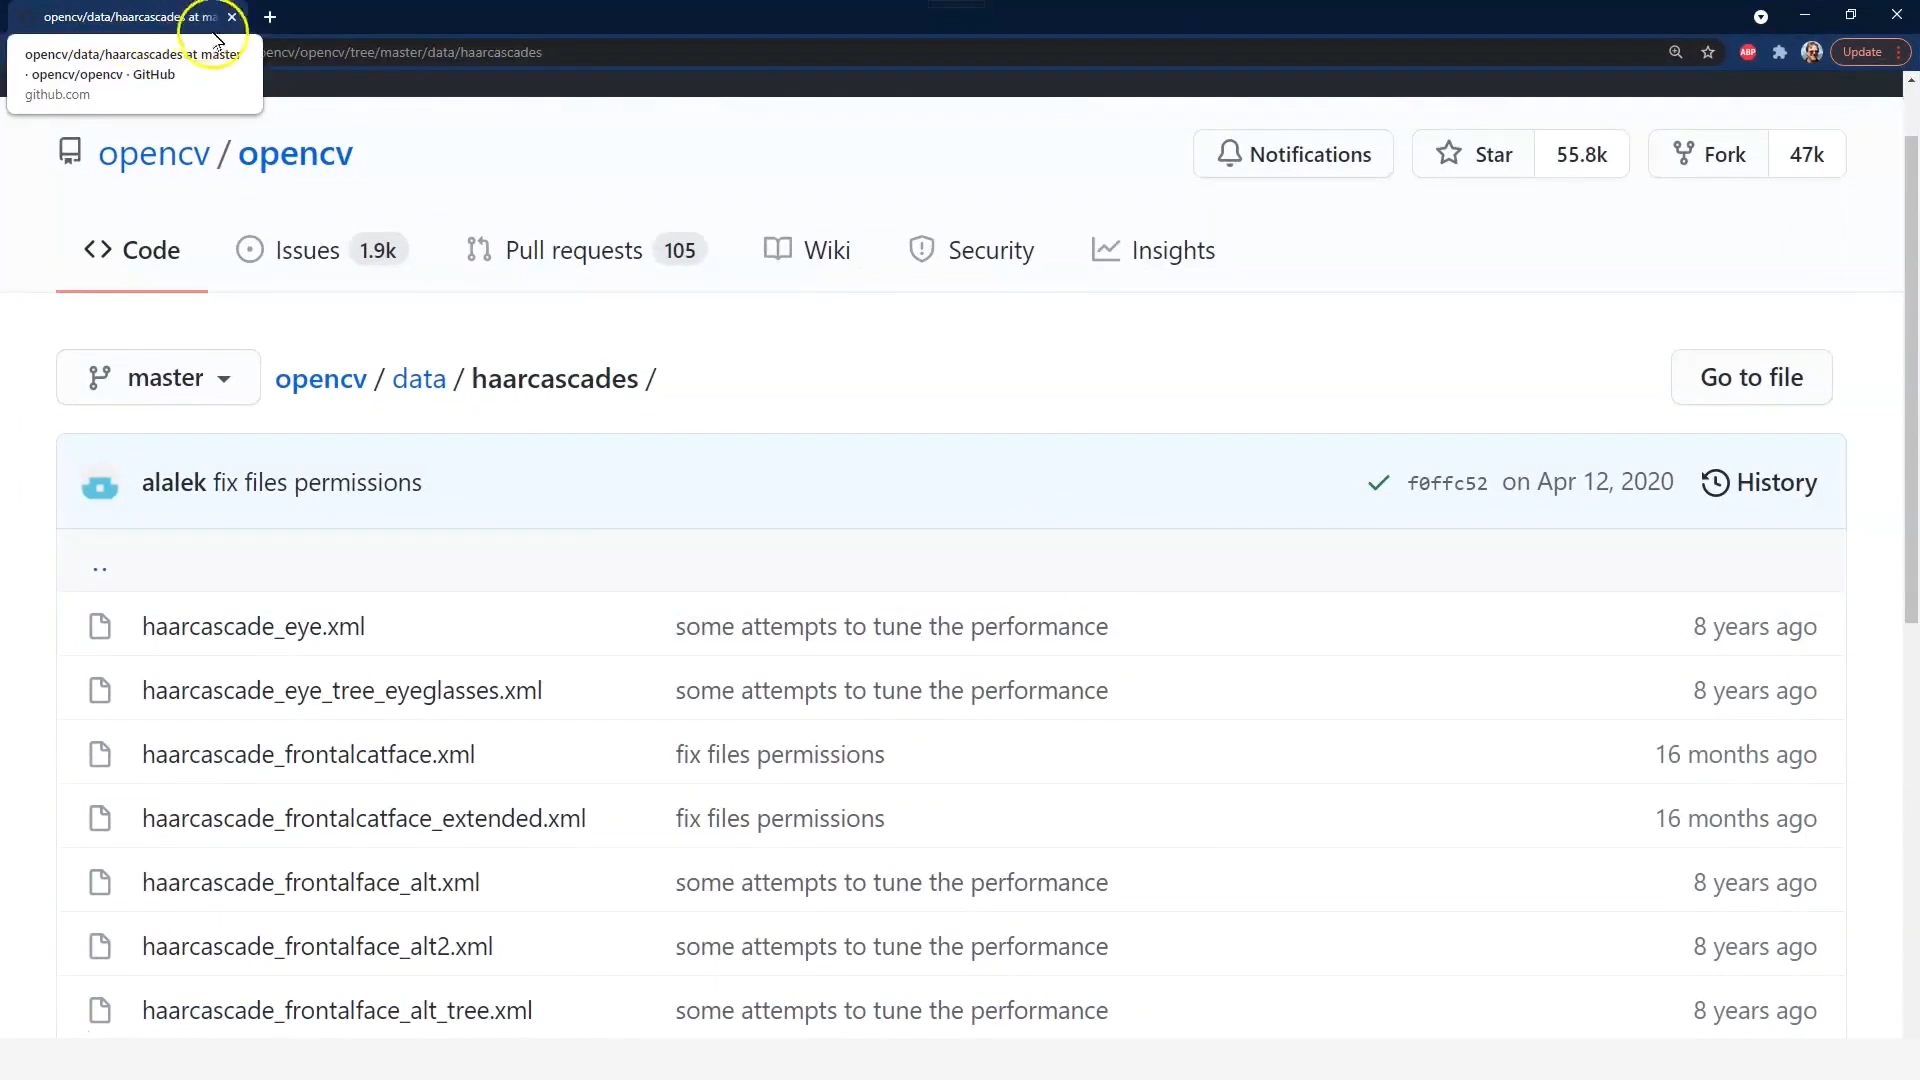 opencv/data/haarcascades at ma
opencv/data/haarcascades at master
· opencv/opencv · GitHub
github.com
encv/opencv/tree/master/data/haarcascades
ABP
Update
opencv / opencv
Notifications
Star 55.8k
Fork 47k
Code
Issues 1.9k
Pull requests 105
Wiki
Security
Insights
master
opencv / data / haarcascades /
Go to file
alalek fix files permissions
f0ffc52 on Apr 12, 2020
History
..
haarcascade_eye.xml some attempts to tune the performance 8 years ago
haarcascade_eye_tree_eyeglasses.xml some attempts to tune the performance 8 years ago
haarcascade_frontalcatface.xml fix files permissions 16 months ago
haarcascade_frontalcatface_extended.xml fix files permissions 16 months ago
haarcascade_frontalface_alt.xml some attempts to tune the performance 8 years ago
haarcascade_frontalface_alt2.xml some attempts to tune the performance 8 years ago
haarcascade_frontalface_alt_tree.xml some attempts to tune the performance 8 years ago